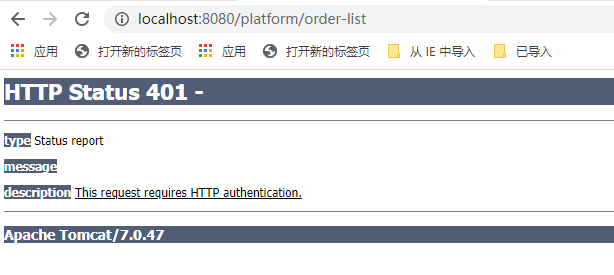 localhost:8080/platform/order-list
应用 打开新的标签页 应用 打开新的标签页 从 IE 中导入 已导入
HTTP Status 401 -
type Status report
message
description This request requires HTTP authentication.
Apache Tomcat/7.0.47